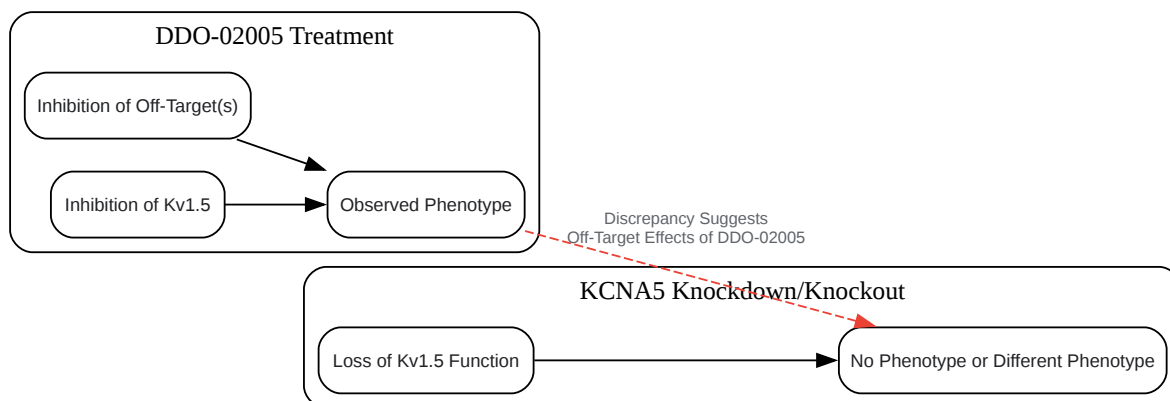 DDO-02005 Treatment
Inhibition of Off-Target(s)
Inhibition of Kv1.5
Observed Phenotype
Discrepancy Suggests
Off-Target Effects of DDO-02005
KCNA5 Knockdown/Knockout
Loss of Kv1.5 Function
No Phenotype or Different Phenotype